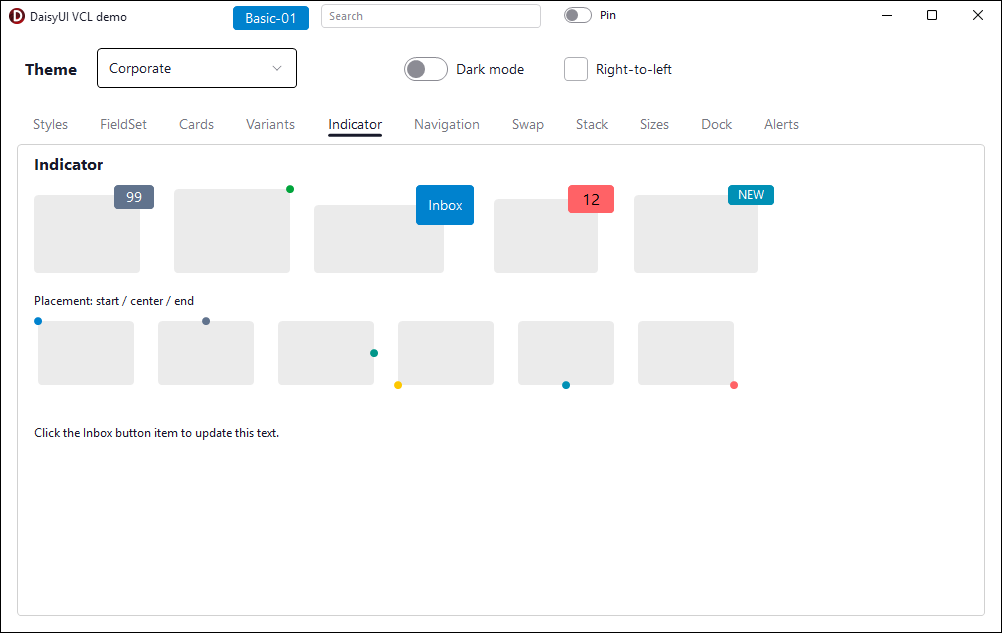 DaisyUI VCL demo
Basic-01
Search
Pin
Theme
Corporate
Dark mode
Right-to-left
Styles
FieldSet
Cards
Variants
Indicator
Navigation
Swap
Stack
Sizes
Dock
Alerts
Indicator
99
Inbox
12
NEW
Placement: start / center / end
Click the Inbox button item to update this text.